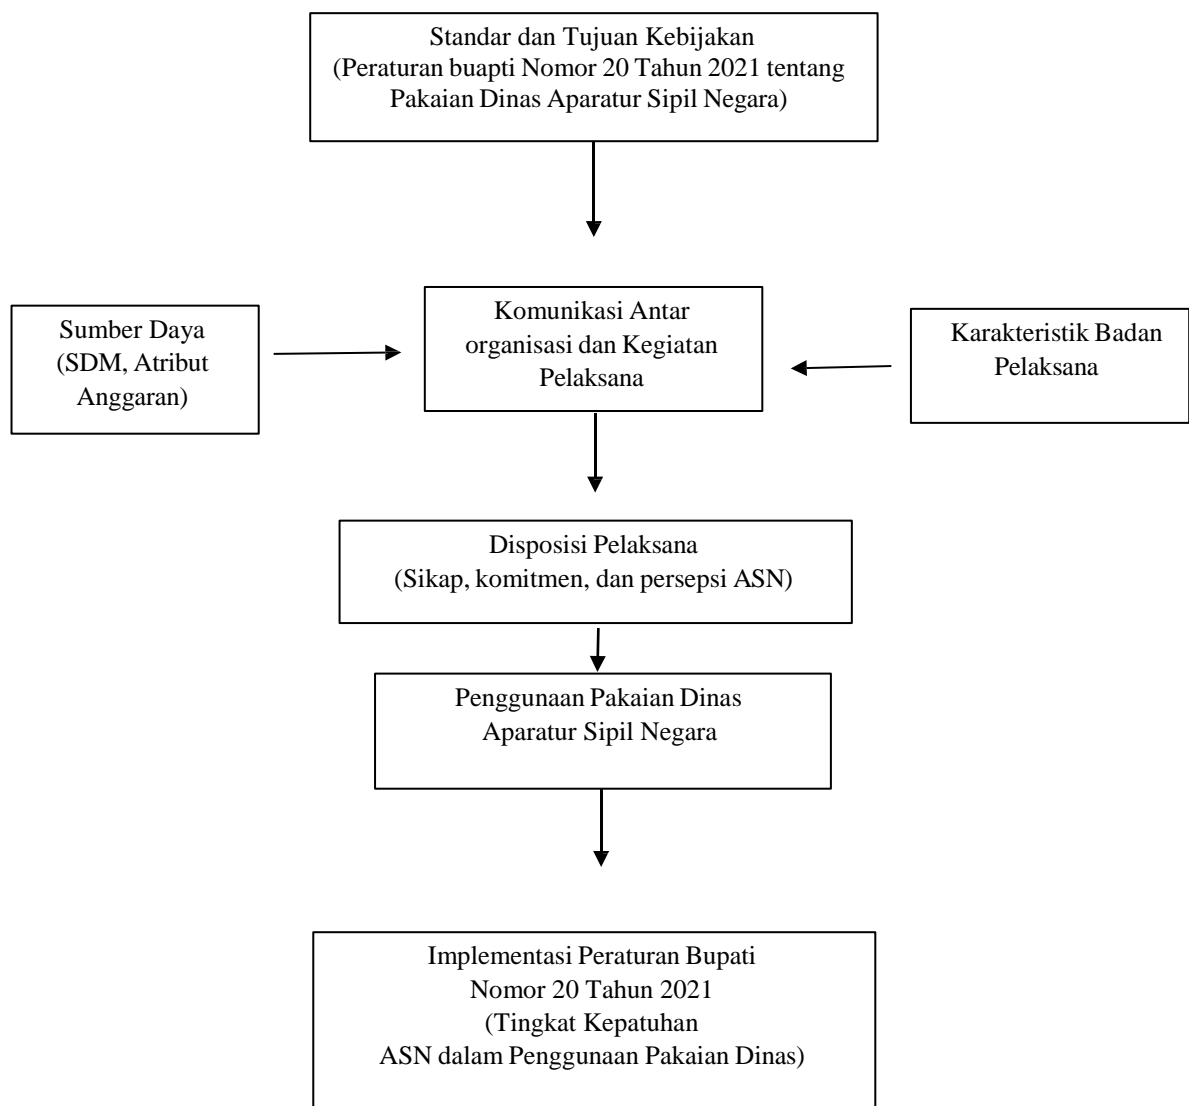 Standar dan Tujuan Kebijakan
(Peraturan buapti Nomor 20 Tahun 2021 tentang
Pakaian Dinas Aparatur Sipil Negara)
Sumber Daya
(SDM, Atribut
Anggaran)
Komunikasi Antar
organisasi dan Kegiatan
Pelaksana
Karakteristik Badan
Pelaksana
Disposisi Pelaksana
(Sikap, komitmen, dan persepsi ASN)
Penggunaan Pakaian Dinas
Aparatur Sipil Negara
Implementasi Peraturan Bupati
Nomor 20 Tahun 2021
(Tingkat Kepatuhan
ASN dalam Penggunaan Pakaian Dinas)